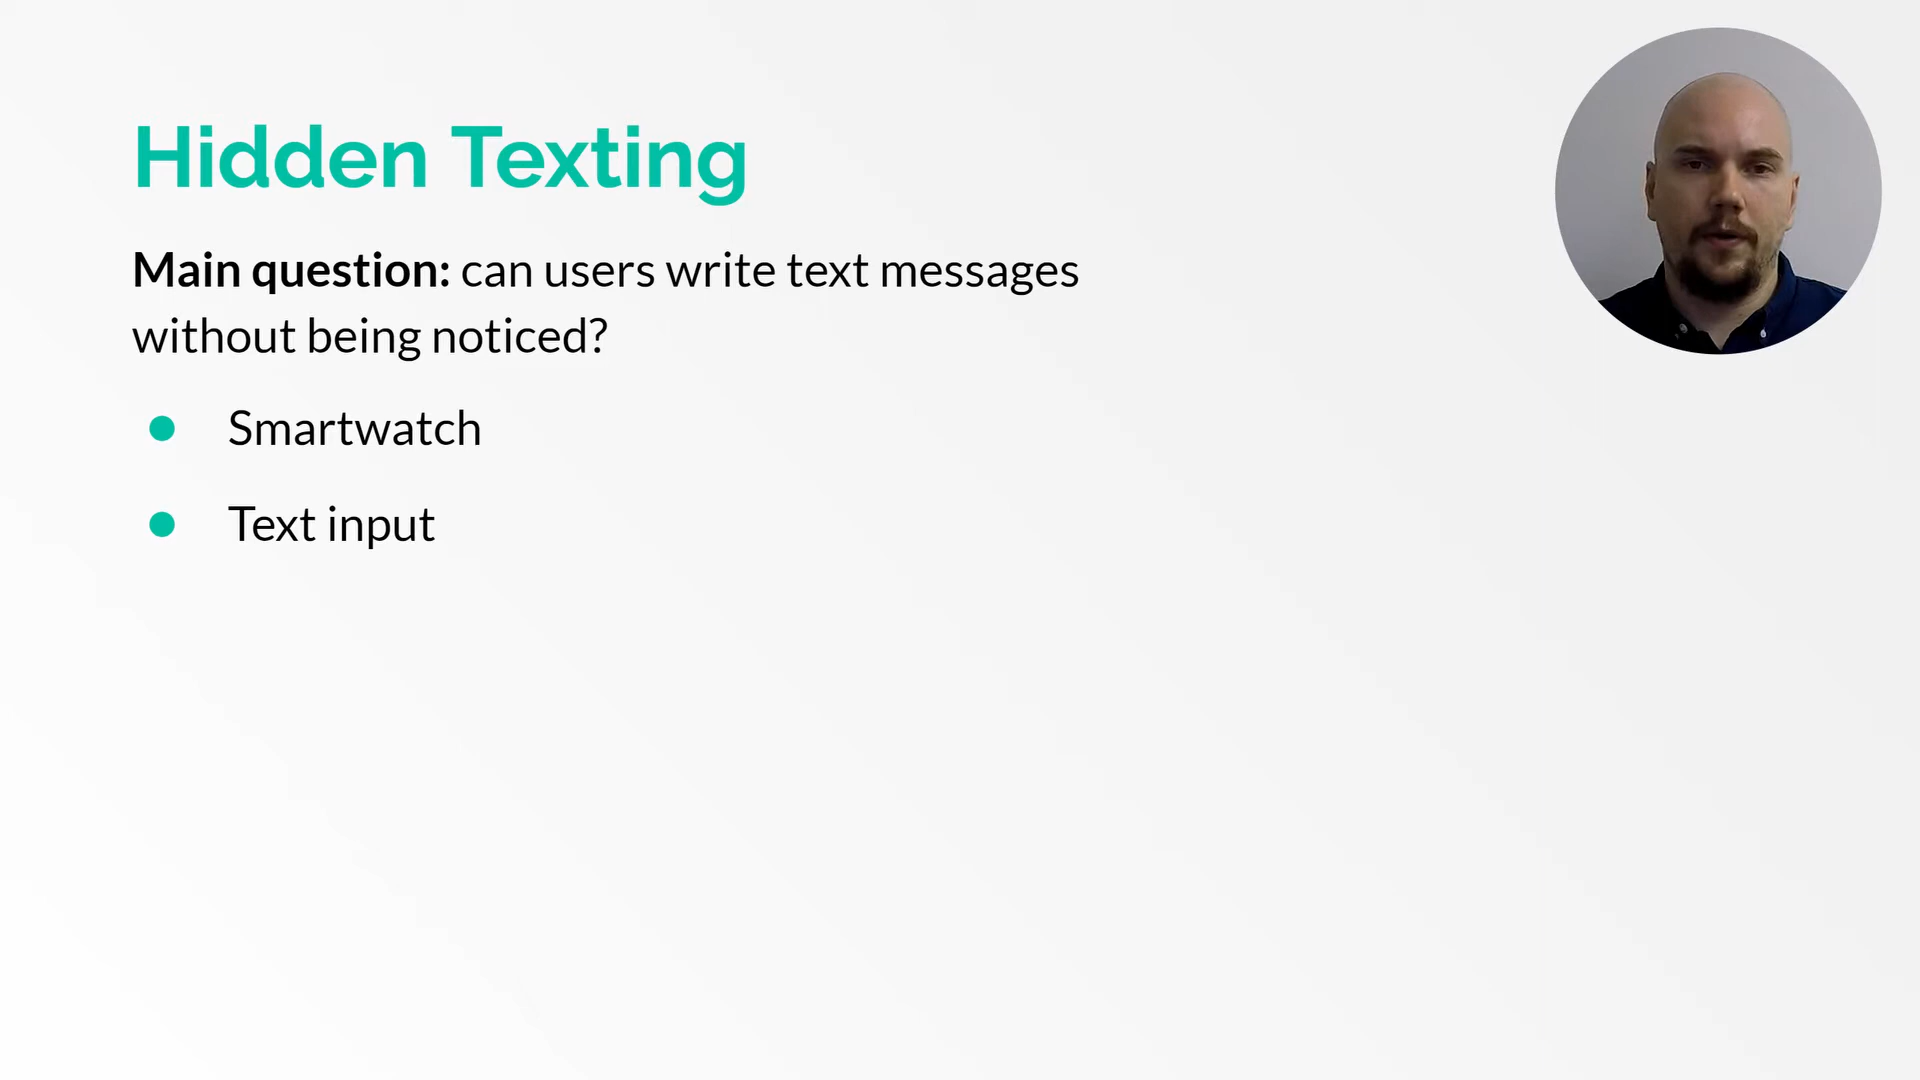 Hidden Texting
Main question: can users write text messages
without being noticed?
Smartwatch
Text input